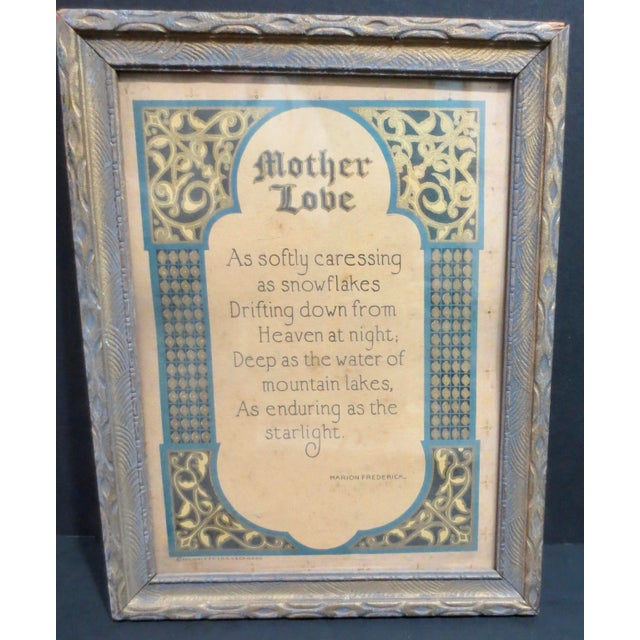 Mother
Love
As softly caressing
as snowflakes
Drifting down from
Heaven at night;
Deep as the water of
mountain lakes,
As enduring as the
starlight.
MARION FREDERICK